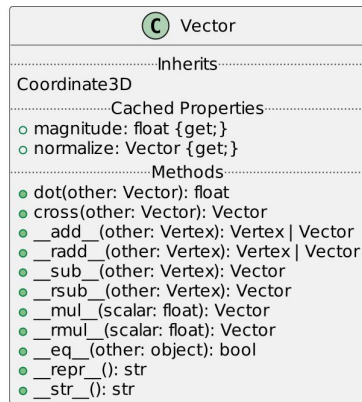 C Vector
Inherits
Coordinate3D
Cached Properties
magnitude: float {get;}
normalize: Vector {get;}
Methods
dot(other: Vector): float
cross(other: Vector): Vector
__add__(other: Vertex): Vertex | Vector
__radd__(other: Vertex): Vertex | Vector
__sub__(other: Vertex): Vector
__rsub__(other: Vertex): Vector
__mul__(scalar: float): Vector
__rmul__(scalar: float): Vector
__eq__(other: object): bool
__repr__(): str
__str__(): str